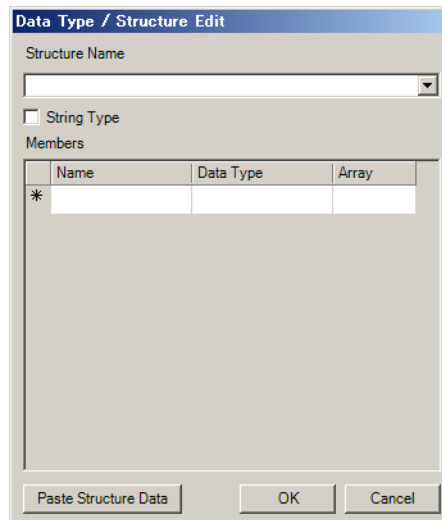 Data Type / Structure Edit
Structure Name
String Type
Members
Name Data Type Array
*
Paste Structure Data OK Cancel